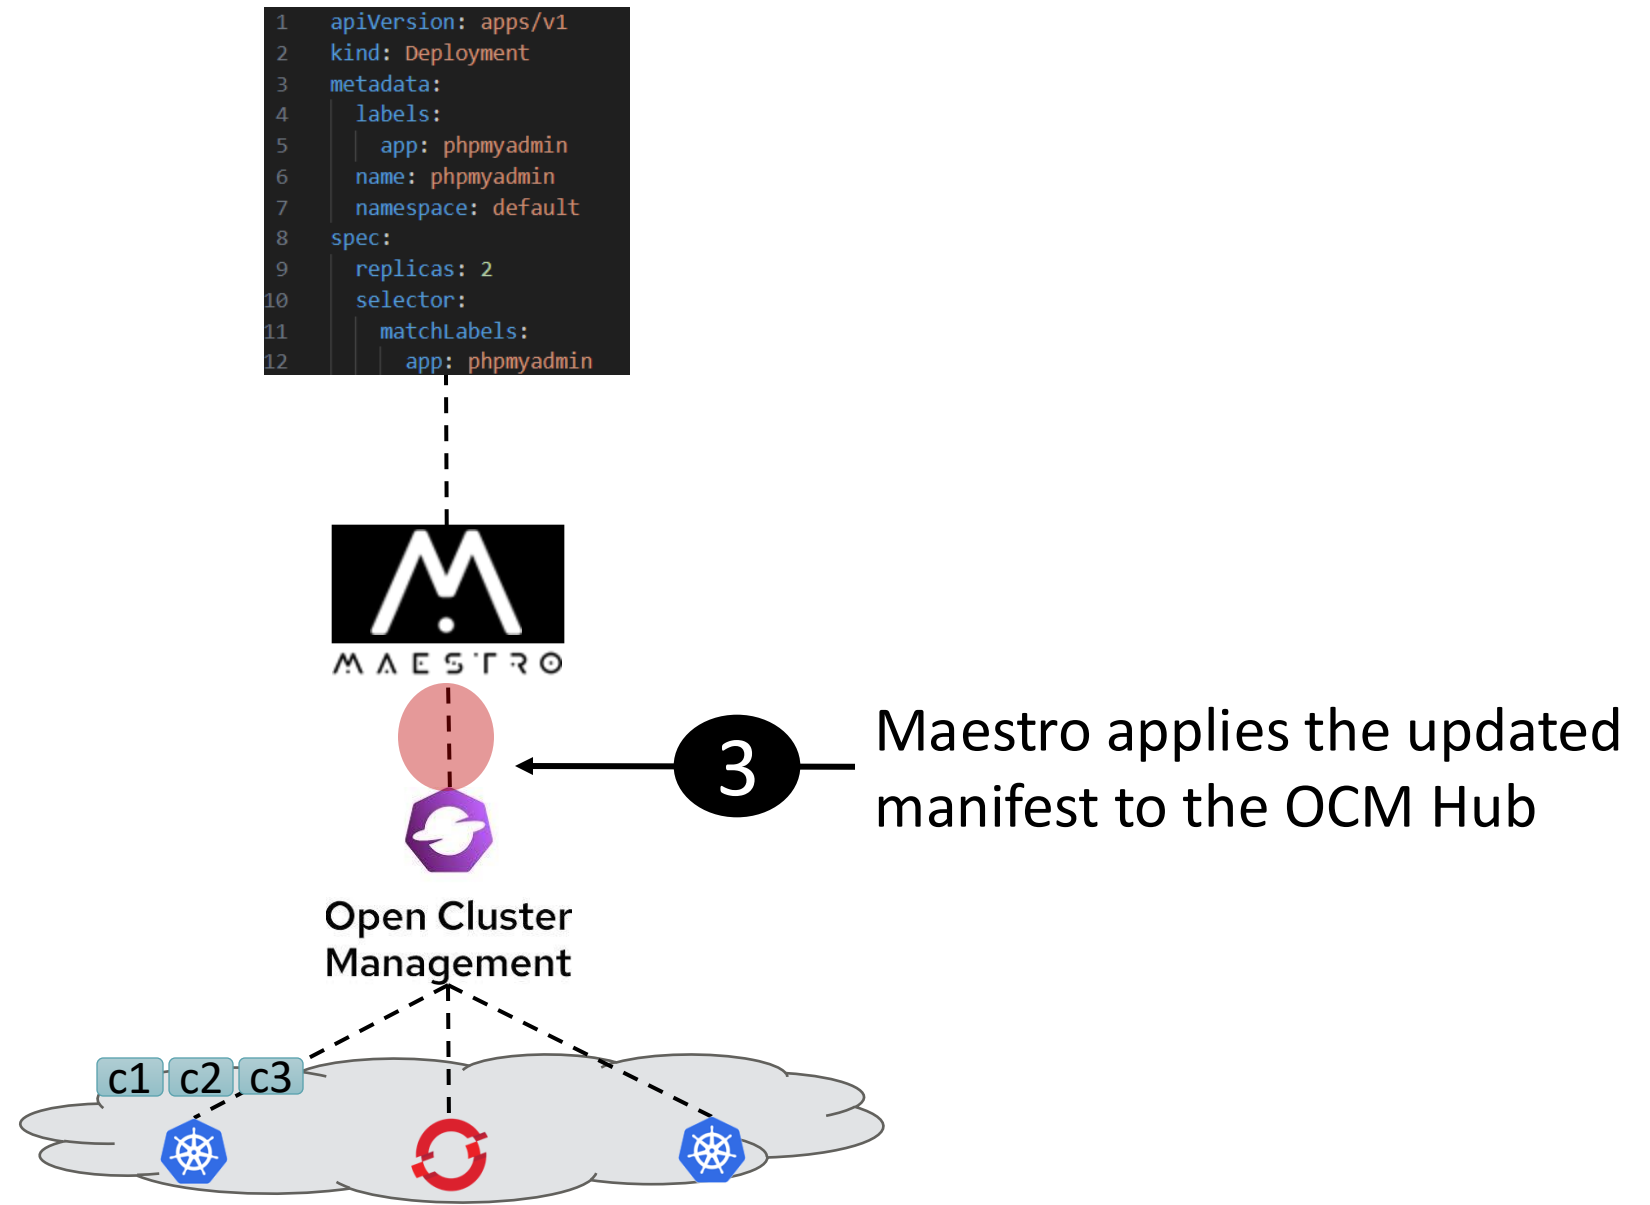 1 apiVersion: apps/v1
2 kind: Deployment
3 metadata:
4 labels:
5 app: phpmyadmin
6 name: phpmyadmin
7 namespace: default
8 spec:
9 replicas: 2
10 selector:
11 matchLabels:
12 app: phpmyadmin
MAESTRO
3
Maestro applies the updated
manifest to the OCM Hub
Open Cluster
Management
c1 c2 c3